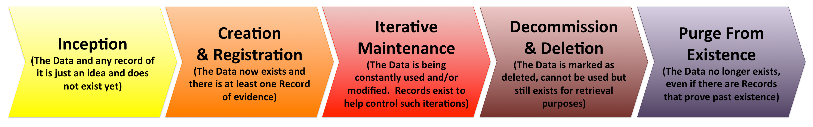 Inception
(The Data and any record of
it is just an idea and does
not exist yet)
Creation
& Registration
(The Data now exists and
there is at least one Record
of evidence)
Iterative
Maintenance
(The Data is being
constantly used and/or
modified.  Records exist to
help control such iterations)
Decommission
& Deletion
(The Data is marked as
deleted, cannot be used but
still exists for retrieval
purposes)
Purge From
Existence
(The Data no longer exists,
even if there are Records
that prove past existence)